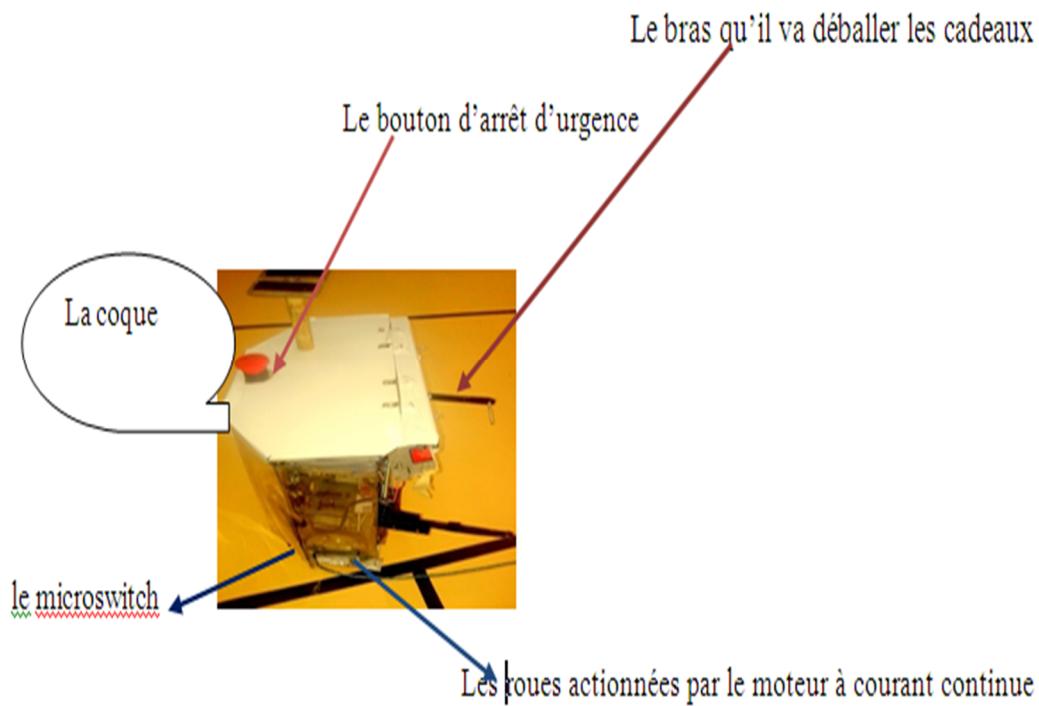 Le bras qu'il va déballer les cadeaux
Le bouton d'arrêt d'urgence
La coque
le microswitch
Les roues actionnées par le moteur à courant continue